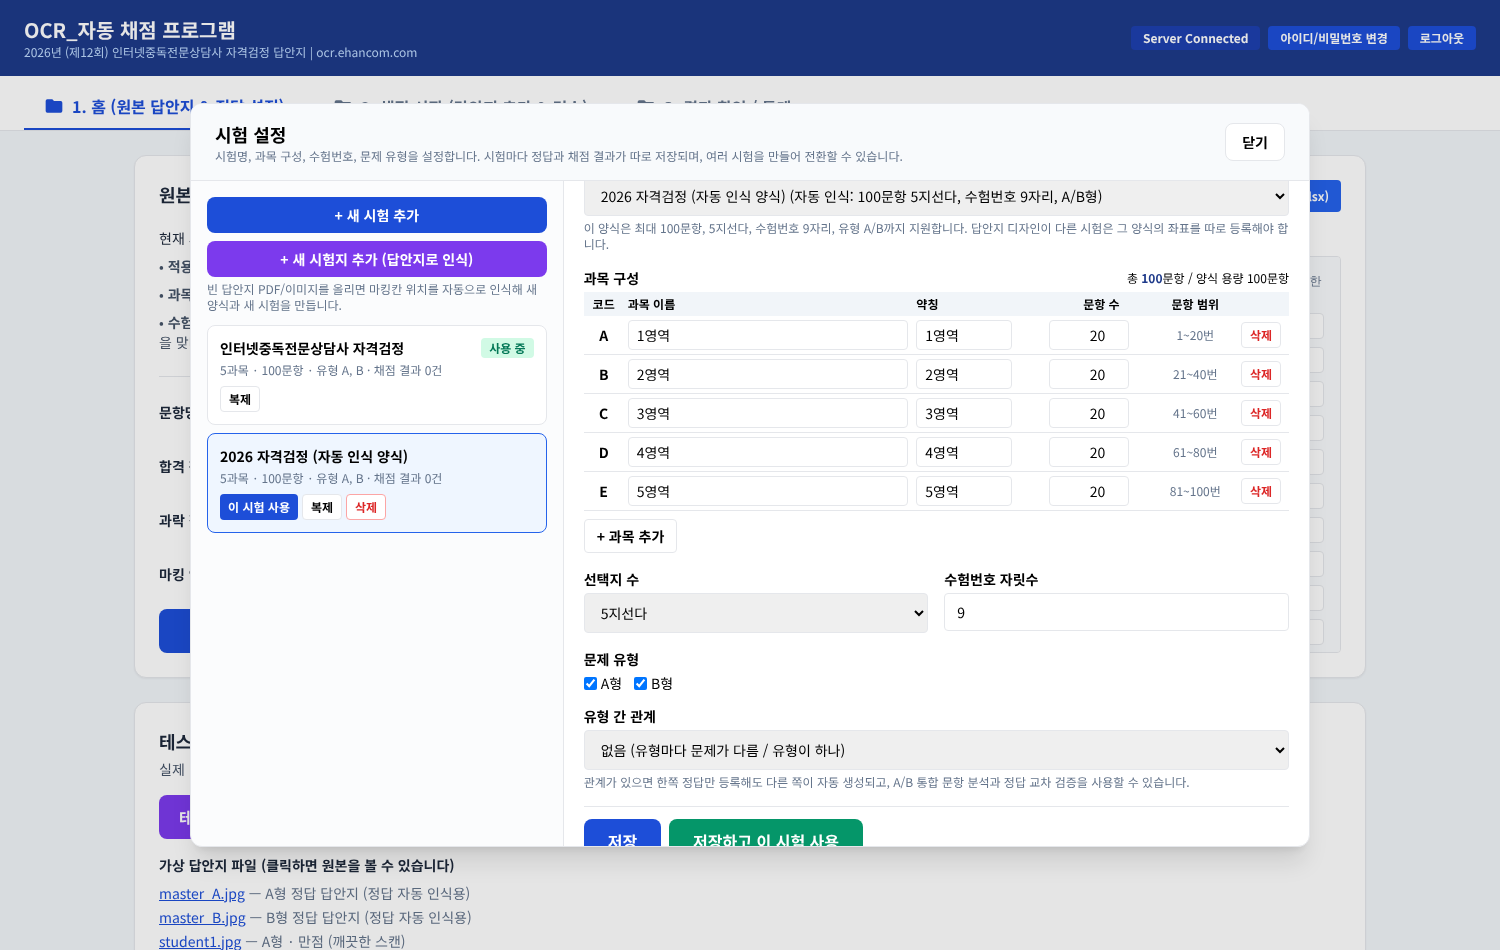 OCR_자동 채점 프로그램
2026년 (제12회) 인터넷중독전문상담사 자격검정 답안지 | ocr.ehancom.com
Server Connected
아이디/비밀번호 변경
로그아웃
1. 홈 (원본 답안지
시험 설정
시험명, 과목 구성, 수험번호, 문제 유형을 설정합니다. 시험마다 정답과 채점 결과가 따로 저장되며, 여러 시험을 만들어 전환할 수 있습니다.
닫기
원본
현재
• 적용
• 과목
• 수험
을 맞
문항당
합격
과락
마킹
lsx)
한
+ 새 시험 추가
+ 새 시험지 추가 (답안지로 인식)
빈 답안지 PDF/이미지를 올리면 마킹칸 위치를 자동으로 인식해 새
양식과 새 시험을 만듭니다.
인터넷중독전문상담사 자격검정
사용 중
5과목 · 100문항 · 유형 A, B · 채점 결과 0건
복제
2026 자격검정 (자동 인식 양식)
5과목 · 100문항 · 유형 A, B · 채점 결과 0건
이 시험 사용 복제 삭제
2026 자격검정 (자동 인식 양식) (자동 인식: 100문항 5지선다, 수험번호 9자리, A/B형)
이 양식은 최대 100문항, 5지선다, 수험번호 9자리, 유형 A/B까지 지원합니다. 답안지 디자인이 다른 시험은 그 양식의 좌표를 따로 등록해야 합
니다.
과목 구성
총 100문항 / 양식 용량 100문항
코드 과목 이름 약칭 문항 수 문항 범위
A 1영역 1영역 20 1~20번 삭제
B 2영역 2영역 20 21~40번 삭제
C 3영역 3영역 20 41~60번 삭제
D 4영역 4영역 20 61~80번 삭제
E 5영역 5영역 20 81~100번 삭제
+ 과목 추가
선택지 수
5지선다
수험번호 자릿수
9
문제 유형
A형 B형
유형 간 관계
없음 (유형마다 문제가 다름 / 유형이 하나)
관계가 있으면 한쪽 정답만 등록해도 다른 쪽이 자동 생성되고, A/B 통합 문항 분석과 정답 교차 검증을 사용할 수 있습니다.
저장
저장하고 이 시험 사용
테스
실제
테
가상 답안지 파일 (클릭하면 원본을 볼 수 있습니다)
master_A.jpg — A형 정답 답안지 (정답 자동 인식용)
master_B.jpg — B형 정답 답안지 (정답 자동 인식용)
student1.jpg — A형 · 만점 (깨끗한 스캔)